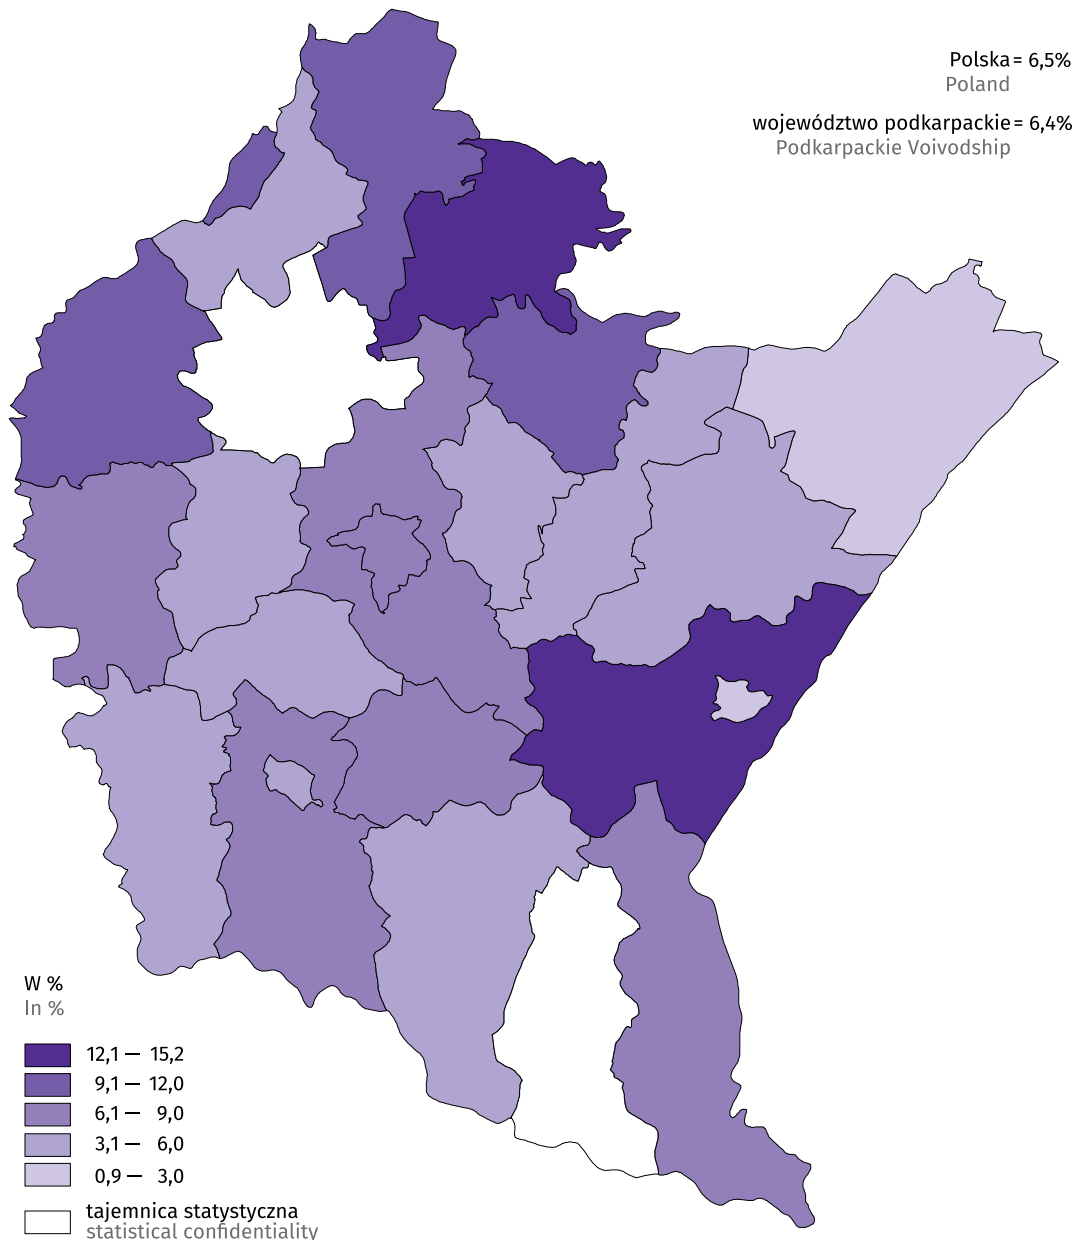 Polska = 6,5%
Poland
województwo podkarpackie = 6,4%
Podkarpackie Voivodship
W %
In %
12,1 — 15,2
9,1 — 12,0
6,1 — 9,0
3,1 — 6,0
0,9 — 3,0
tajemnica statystyczna
statistical confidentiality